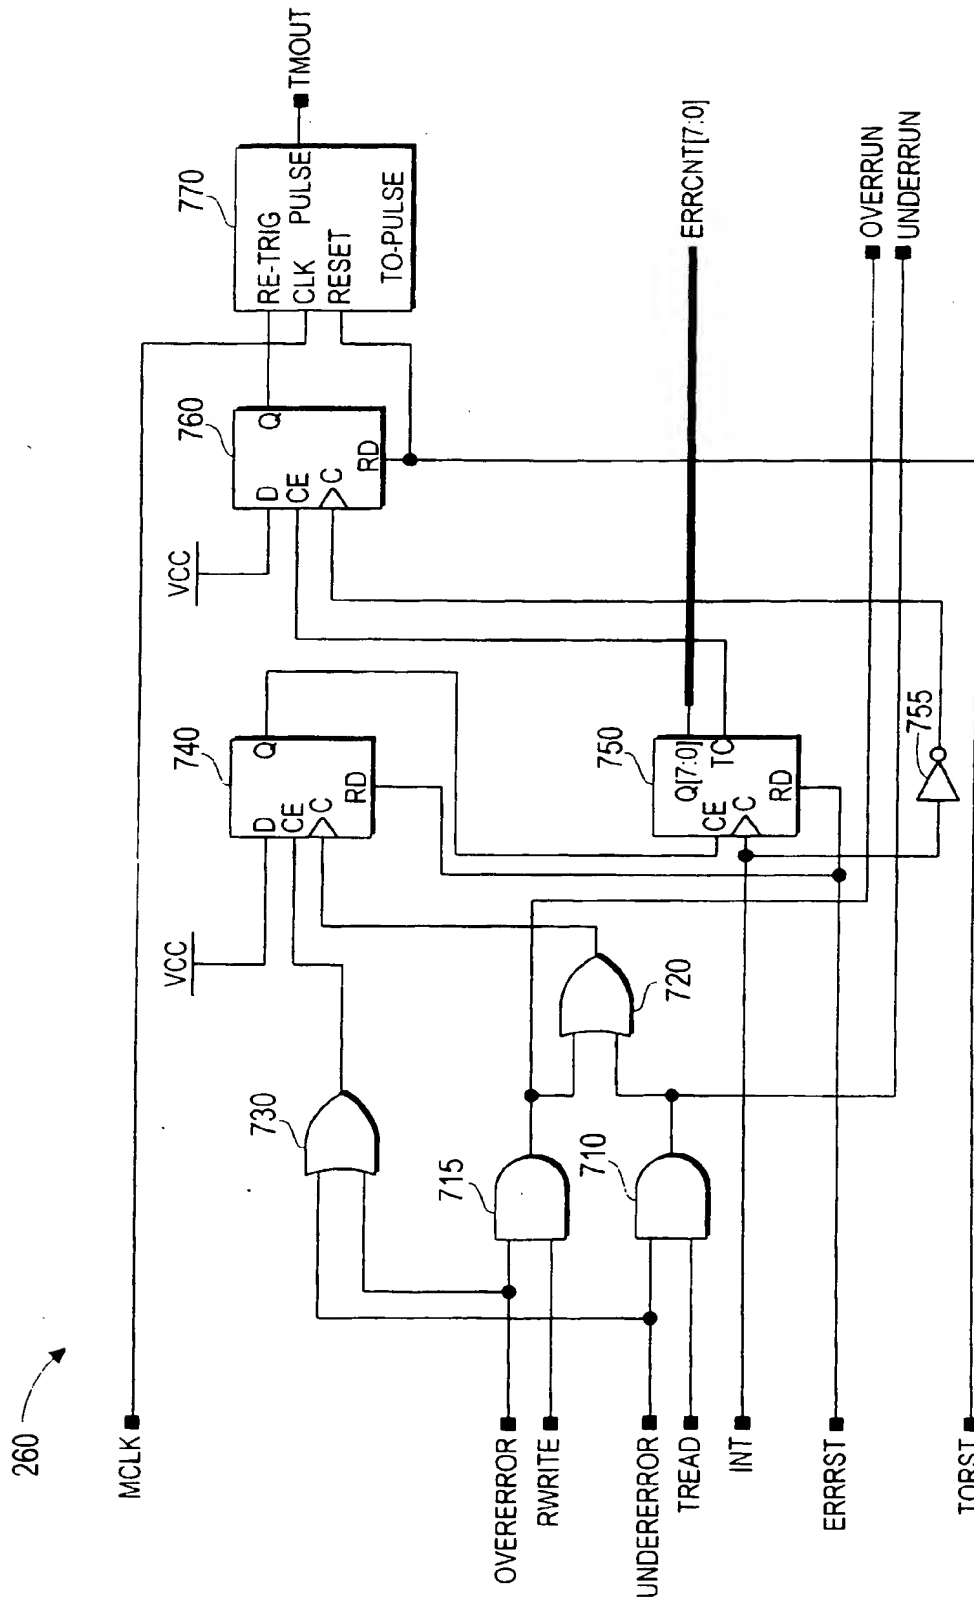 260
MCLK
770
RE-TRIG
CLK PULSE
RESET
TO-PULSE
TMOUT
760
VCC
D Q
CE
C
RD
740
VCC
D Q
CE
C
RD
750
Q[7:0]
CE TC
C
RD
ERRCNT[7:0]
755
730
720
715
710
OVERRUN
UNDERRUN
OVERERROR
RWRITE
UNDERERROR
TREAD
INT
ERRRST
TORST